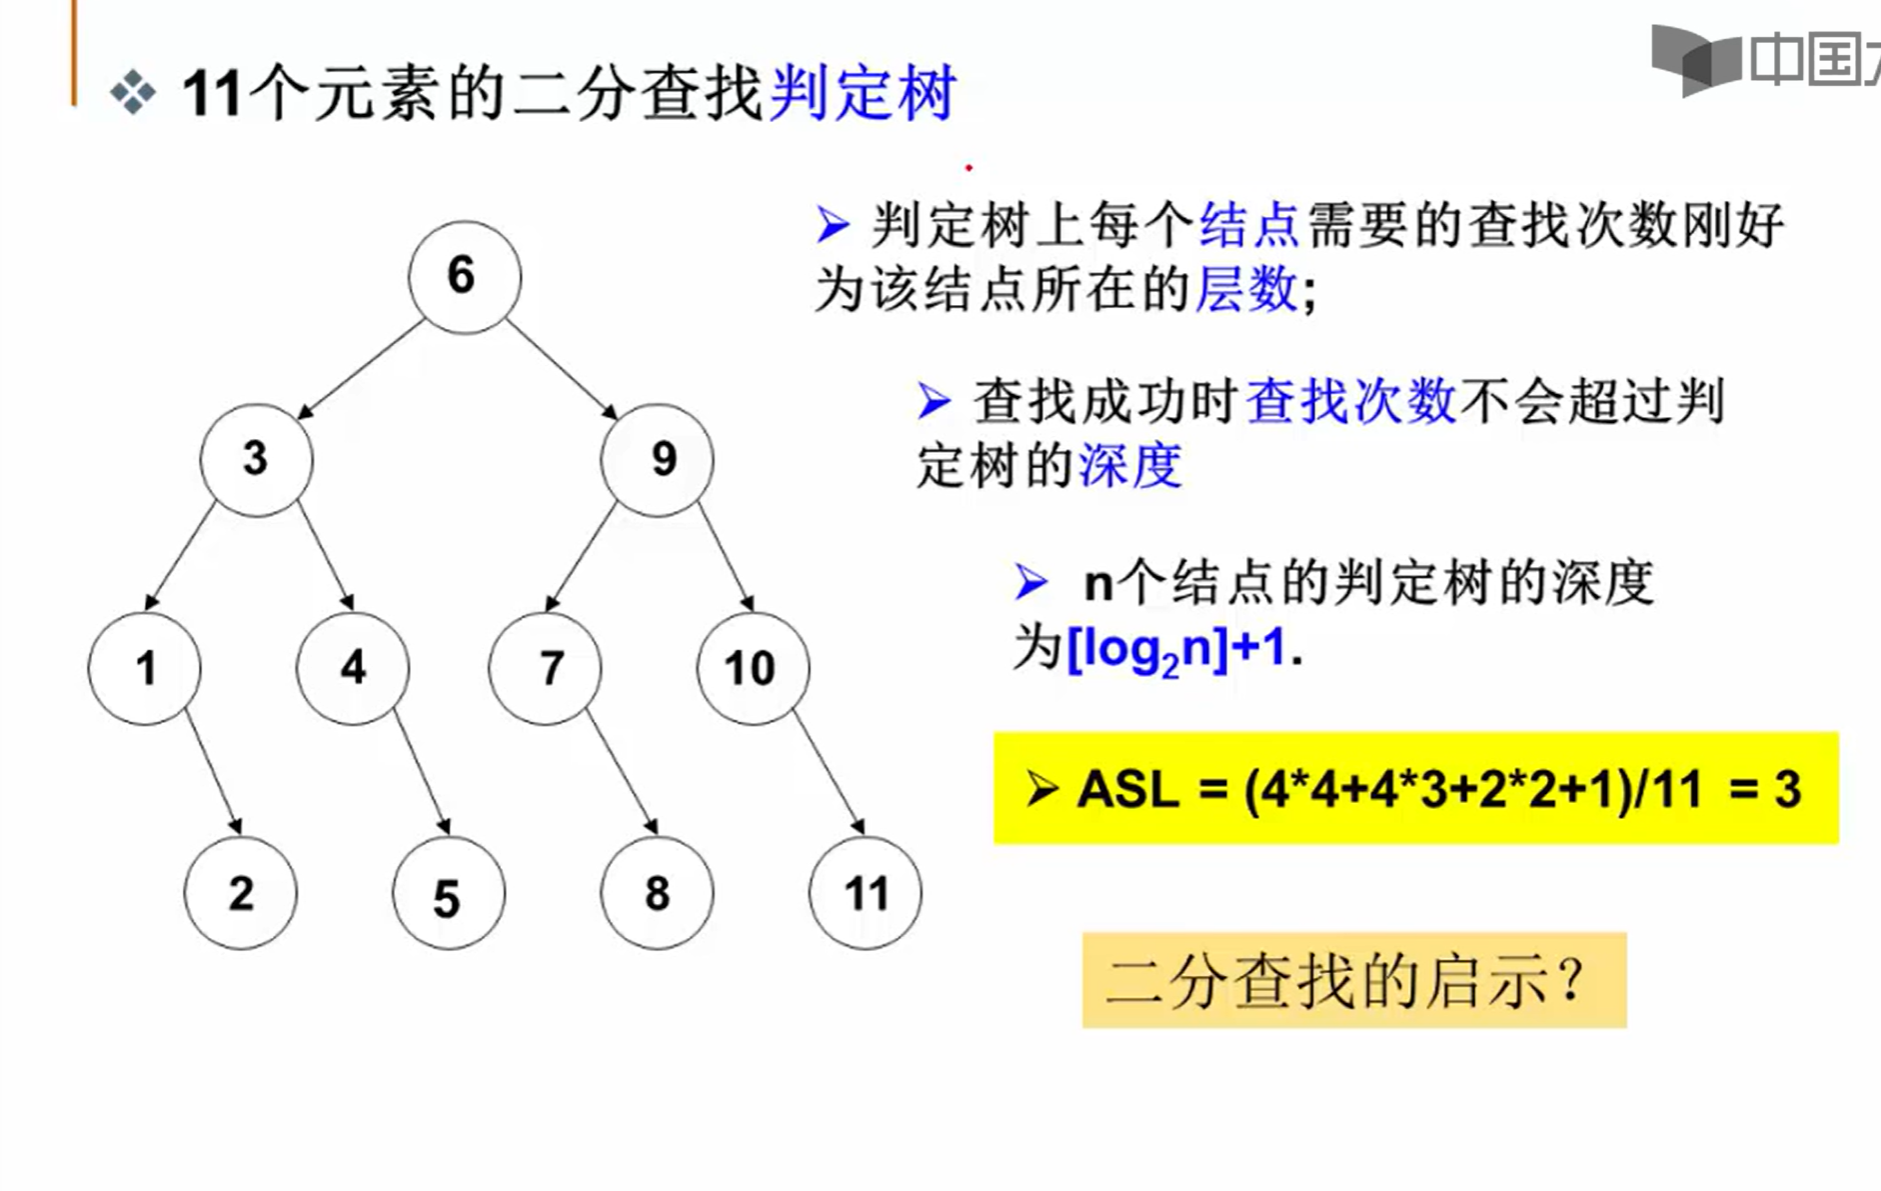 中国
11个元素的二分查找判定树
判定树上每个结点需要的查找次数刚好
为该结点所在的层数;
查找成功时查找次数不会超过判
定树的深度
n个结点的判定树的深度
为[log₂n]+1.
ASL = (4*4+4*3+2*2+1)/11 = 3
二分查找的启示？
6
3 9
1 4 7 10
2 5 8 11